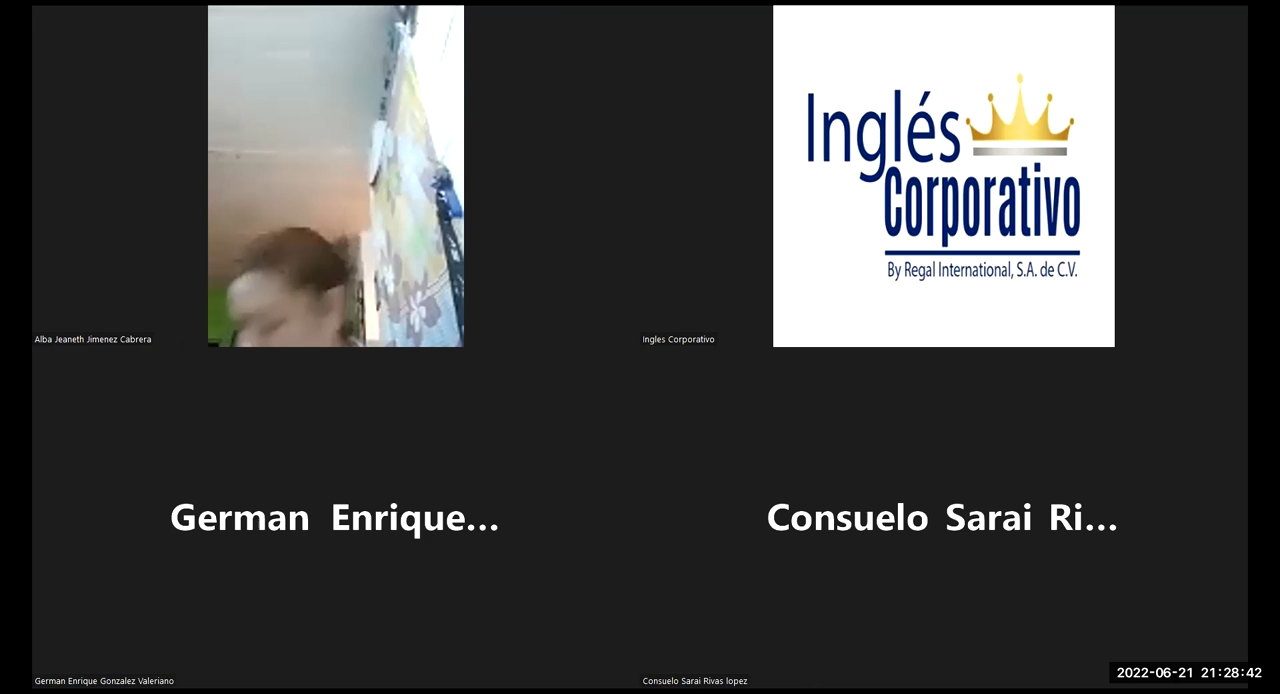 Inglés
Corporativo
By Regal International, S.A. de C.V.
Alba Jeaneth Jimenez Cabrera
Ingles Corporativo
German Enrique...
Consuelo Sarai Ri...
German Enrique Gonzalez Valeriano
Consuelo Sarai Rivas lopez
2022-06-21 21:28:42